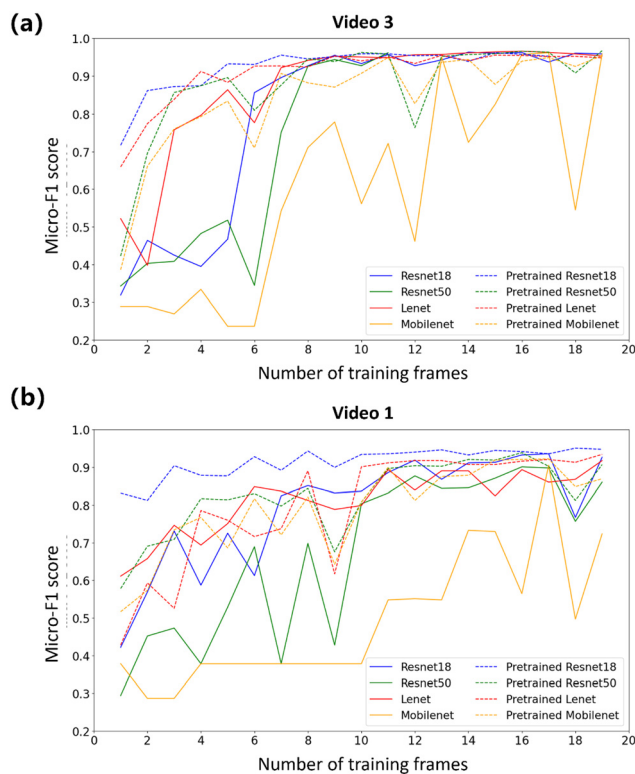 (a)
Video 3
Micro-F1 score
1.0
0.9
0.8
0.7
0.6
0.5
0.4
0.3
0.2
0 2 4 6 8 10 12 14 16 18 20
Resnet18 Pretrained Resnet18
Resnet50 Pretrained Resnet50
Lenet Pretrained Lenet
Mobilenet Pretrained Mobilenet
Number of training frames
(b)
Video 1
Micro-F1 score
1.0
0.9
0.8
0.7
0.6
0.5
0.4
0.3
0.2
0 2 4 6 8 10 12 14 16 18 20
Resnet18 Pretrained Resnet18
Resnet50 Pretrained Resnet50
Lenet Pretrained Lenet
Mobilenet Pretrained Mobilenet
Number of training frames